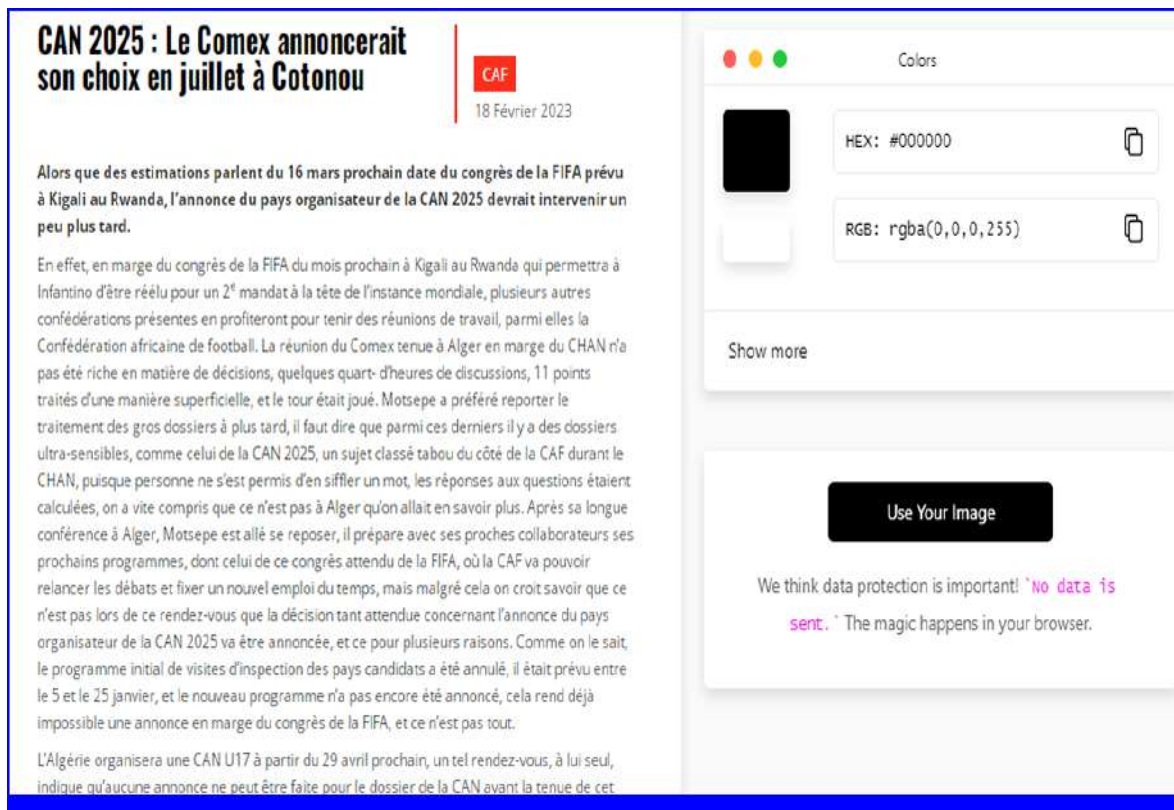 CAN 2025 : Le Comex annoncerait
son choix en juillet à Cotonou
CAF
18 Février 2023
Alors que des estimations parlent du 16 mars prochain date du congrès de la FIFA prévu
à Kigali au Rwanda, l'annonce du pays organisateur de la CAN 2025 devrait intervenir un
peu plus tard.
En effet, en marge du congrès de la FIFA du mois prochain à Kigali au Rwanda qui permettra à
Infantino d'être réélu pour un 2e mandat à la tête de l'instance mondiale, plusieurs autres
confédérations présentes en profiteront pour tenir des réunions de travail, parmi elles la
Confédération africaine de football. La réunion du Comex tenue à Alger en marge du CHAN n'a
pas été riche en matière de décisions, quelques quart- d'heures de discussions, 11 points
traités d'une manière superficielle, et le tour était joué. Motsepe a préféré reporter le
traitement des gros dossiers à plus tard, il faut dire que parmi ces derniers il y a des dossiers
ultra-sensibles, comme celui de la CAN 2025, un sujet classé tabou du côté de la CAF durant le
CHAN, puisque personne ne s'est permis d'en siffler un mot, les réponses aux questions étaient
calculées, on a vite compris que ce n'est pas à Alger qu'on allait en savoir plus. Après sa longue
conférence à Alger, Motsepe est allé se reposer, il prépare avec ses proches collaborateurs ses
prochains programmes, dont celui de ce congrès attendu de la FIFA, où la CAF va pouvoir
relancer les débats et fixer un nouvel emploi du temps, mais malgré cela on croit savoir que ce
n'est pas lors de ce rendez-vous que la décision tant attendue concernant l'annonce du pays
organisateur de la CAN 2025 va être annoncée, et ce pour plusieurs raisons. Comme on le sait,
le programme initial de visites d'inspection des pays candidats a été annulé, il était prévu entre
le 5 et le 25 janvier, et le nouveau programme n'a pas encore été annoncé, cela rend déjà
impossible une annonce en marge du congrès de la FIFA, et ce n'est pas tout.
L'Algérie organisera une CAN U17 à partir du 29 avril prochain, un tel rendez-vous, à lui seul,
indique qu'aucune annonce ne peut être faite pour le dossier de la CAN avant la tenue de cet
Colors
HEX: #000000
RGB: rgba(0,0,0,255)
Show more
Use Your Image
We think data protection is important! `No data is
sent.` The magic happens in your browser.